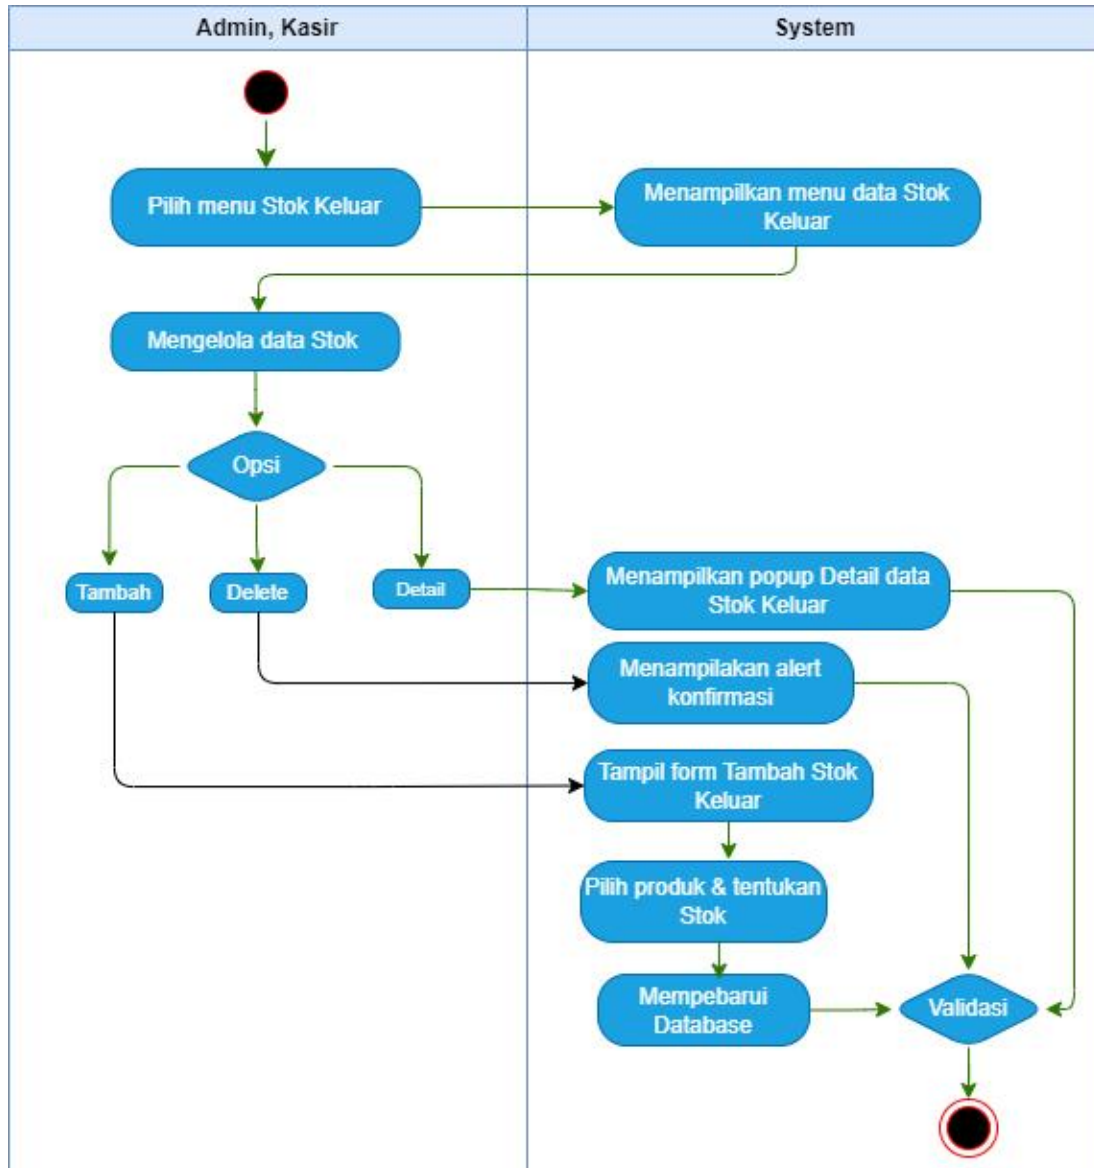 Admin, Kasir
System
Pilih menu Stok Keluar
Menampilkan menu data Stok
Keluar
Mengelola data Stok
Opsi
Tambah
Delete
Detail
Menampilkan popup Detail data
Stok Keluar
Menampilakan alert
konfirmasi
Tampil form Tambah Stok
Keluar
Pilih produk & tentukan
Stok
Mempebarui
Database
Validasi